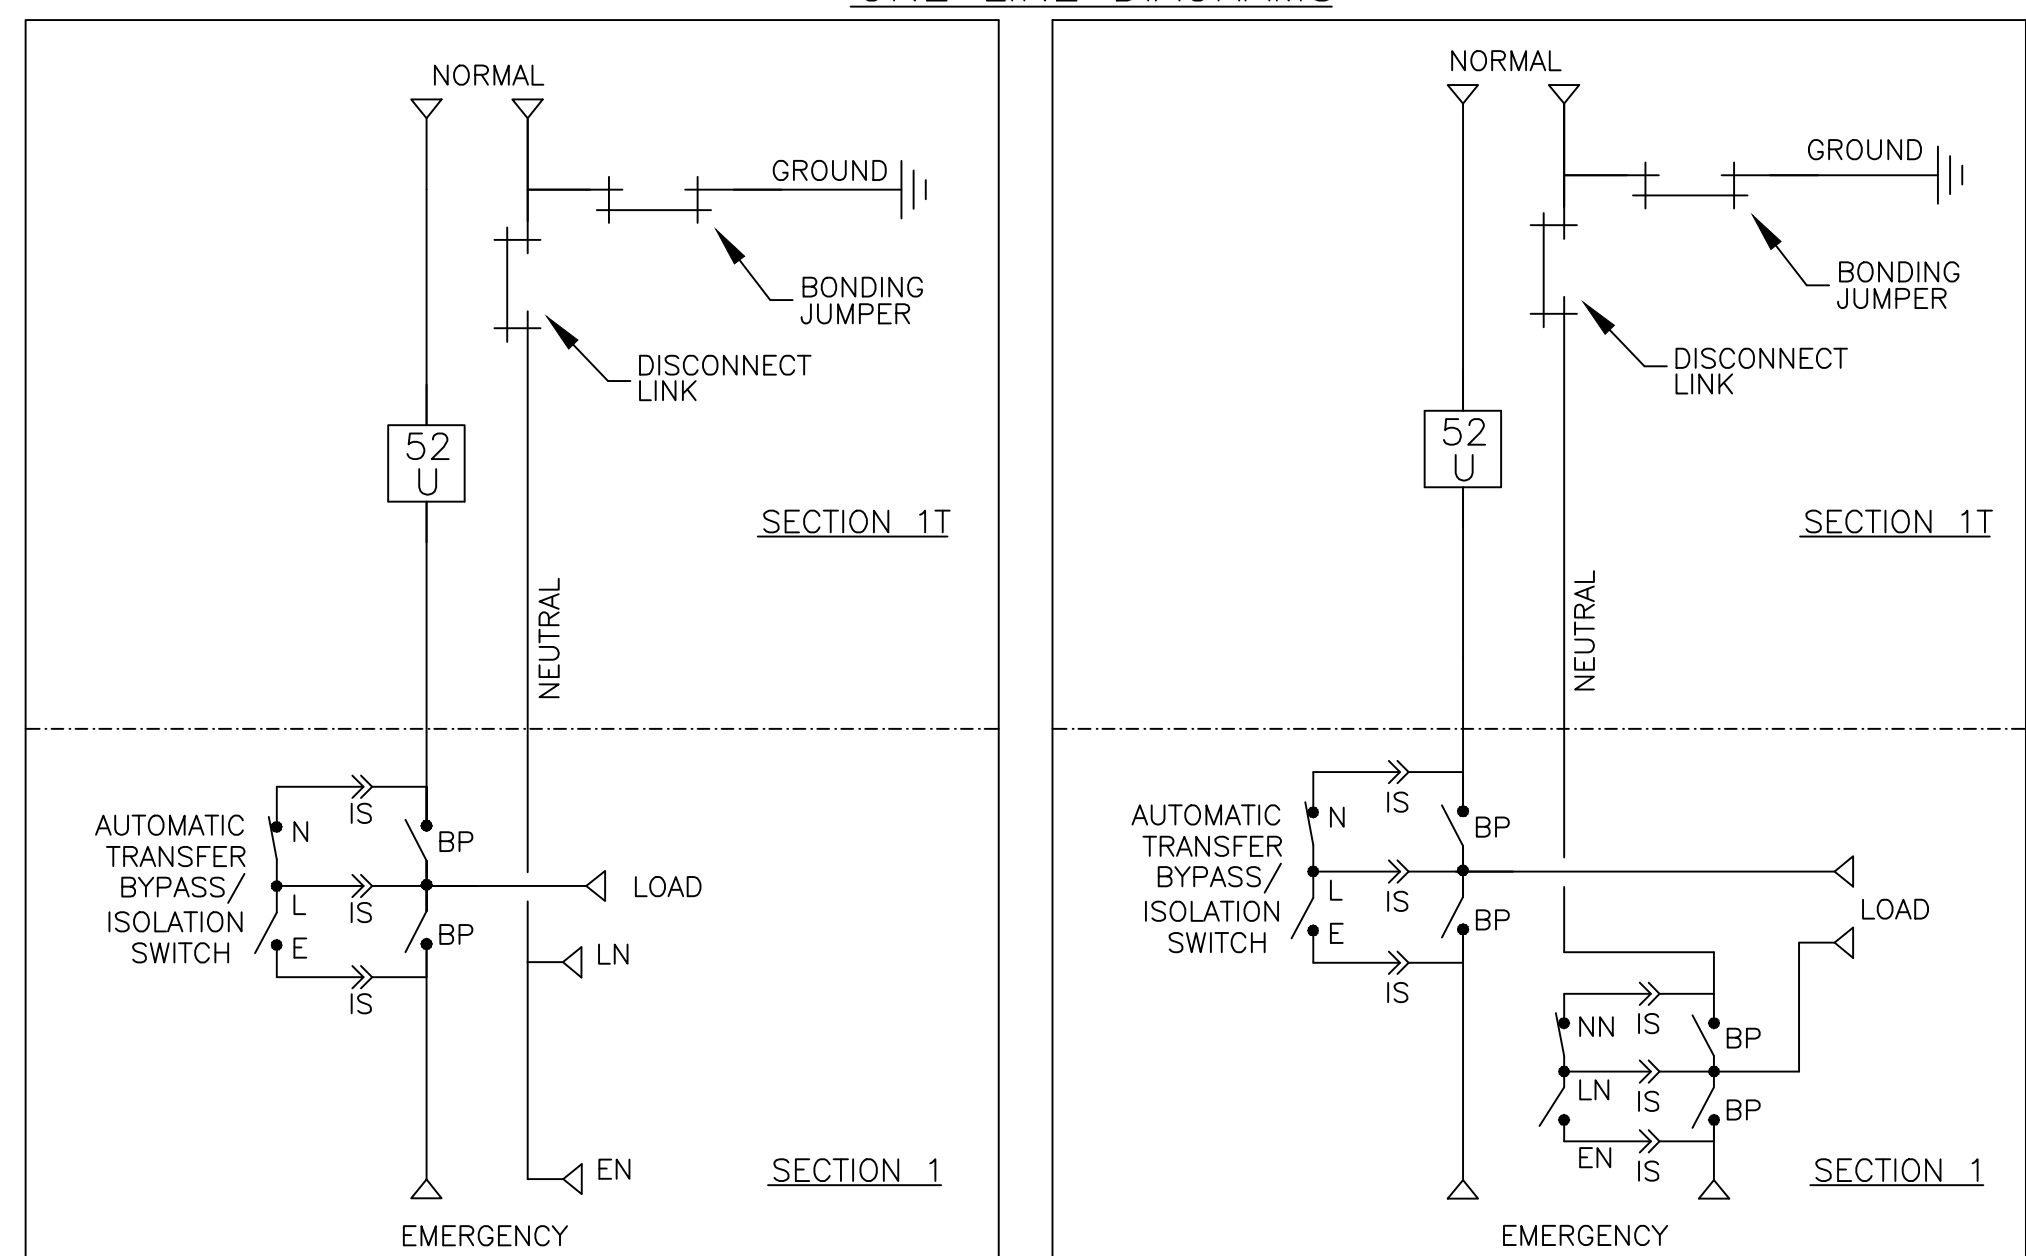 NORMAL
GROUND
BONDING
JUMPER
DISCONNECT
LINK
52
U
SECTION 1T
NEUTRAL
AUTOMATIC
TRANSFER
BYPASS/
ISOLATION
SWITCH
N
L
E
IS
IS
IS
BP
BP
LOAD
LN
EN
SECTION 1
EMERGENCY
NORMAL
GROUND
BONDING
JUMPER
DISCONNECT
LINK
52
U
SECTION 1T
NEUTRAL
AUTOMATIC
TRANSFER
BYPASS/
ISOLATION
SWITCH
N
L
E
IS
IS
IS
BP
BP
LOAD
NN
LN
EN
IS
IS
IS
BP
BP
SECTION 1
EMERGENCY